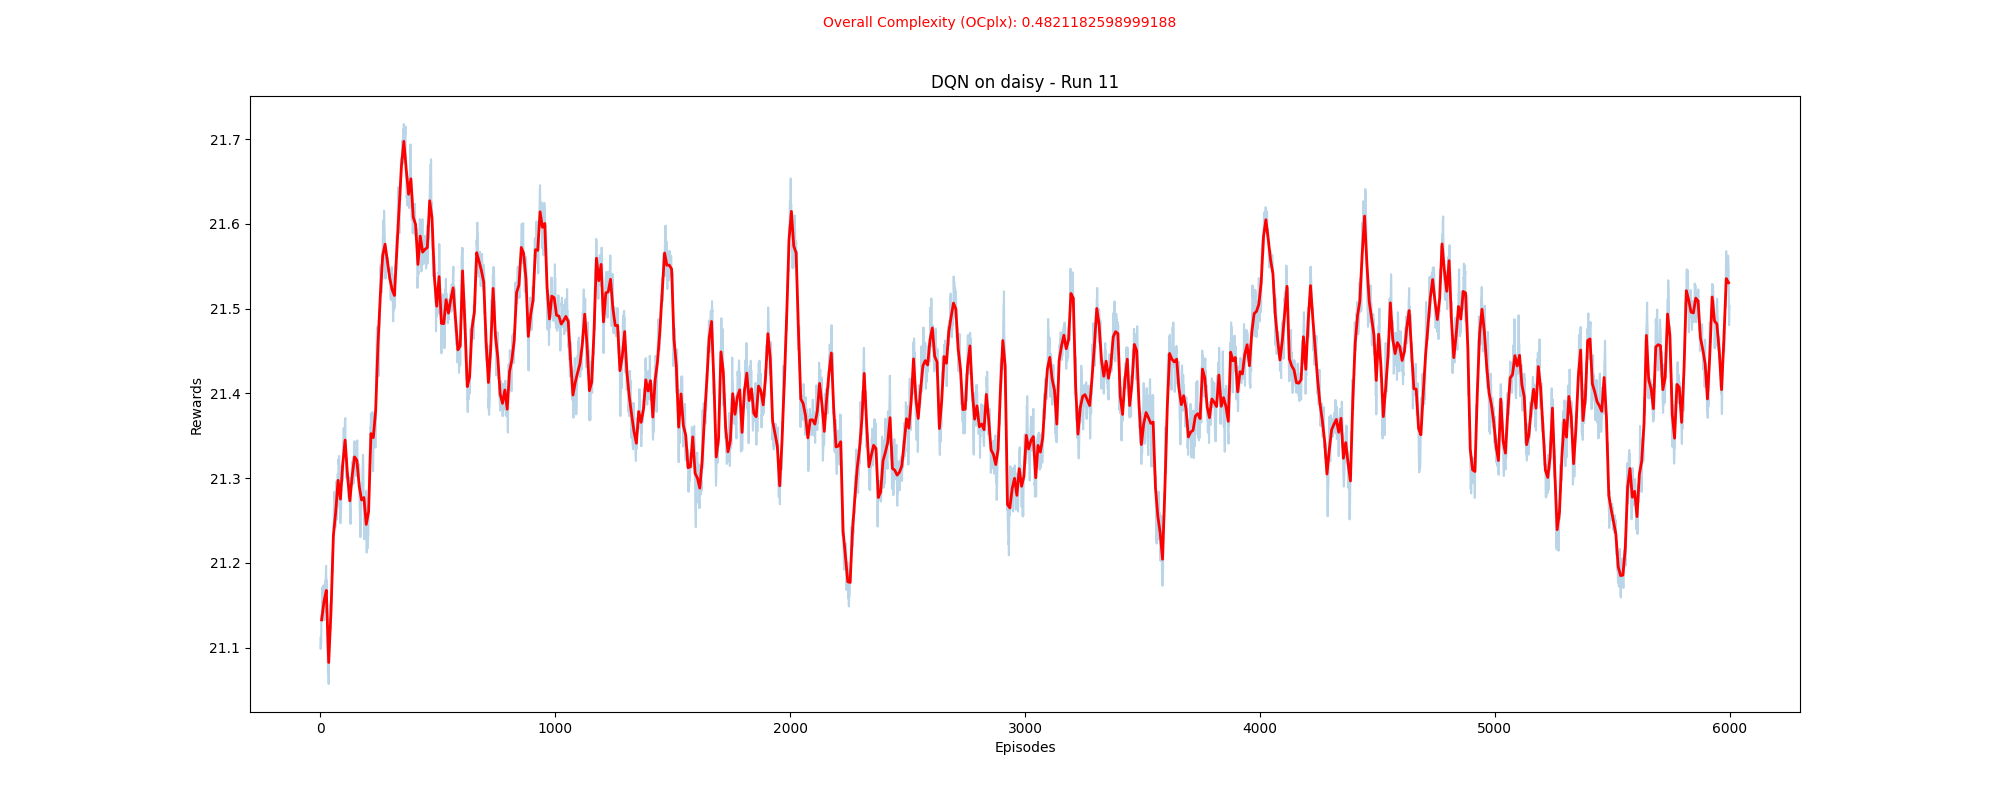 Overall Complexity (OCplx): 0.4821182598999188
DQN on daisy - Run 11
21.7
21.6
21.5
21.4
21.3
21.2
21.1
Rewards
0 1000 2000 3000 4000 5000 6000
Episodes